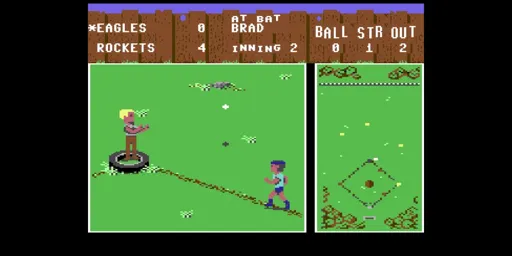 AT BAT
*EAGLES 0 BRAD BALL STR OUT
ROCKETS 4 INNING 2 0 1 2